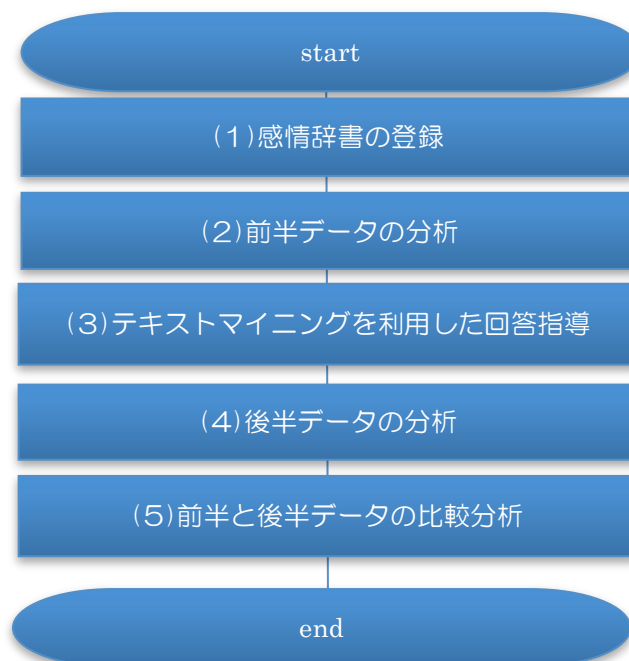 start
(1)感情辞書の登録
(2)前半データの分析
(3)テキストマイニングを利用した回答指導
(4)後半データの分析
(5)前半と後半データの比較分析
end